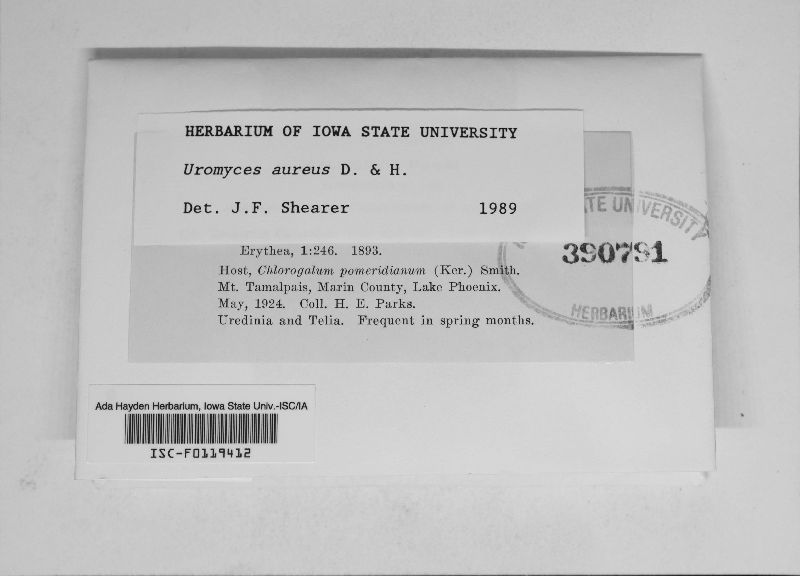 HERBARIUM OF IOWA STATE UNIVERSITY
Uromyces aureus D. & H.
Det. J.F. Shearer 1989
Erythea, 1:246. 1893.
Host, Chlorogalum pomeridianum (Ker.) Smith.
Mt. Tamalpais, Marin County, Lake Phoenix.
May, 1924. Coll. H. E. Parks.
Uredinia and Telia. Frequent in spring months.
STATE UNIVERSITY
390791
HERBARIUM
Ada Hayden Herbarium, Iowa State Univ.-ISC/IA
ISC-F0119412